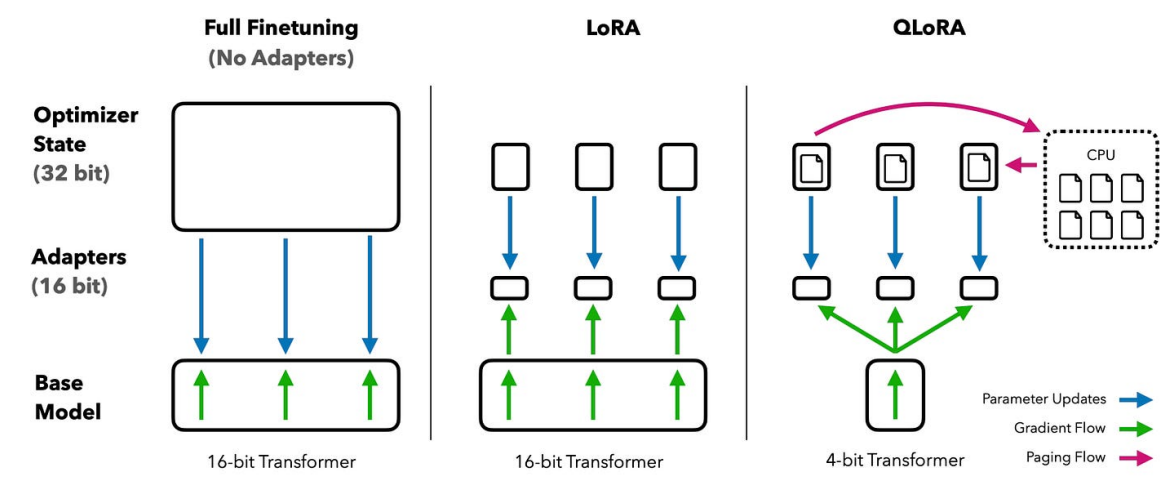 Full Finetuning
(No Adapters)
LoRA
QLoRA
Optimizer
State
(32 bit)
CPU
Adapters
(16 bit)
Base
Model
Parameter Updates
Gradient Flow
Paging Flow
16-bit Transformer
16-bit Transformer
4-bit Transformer